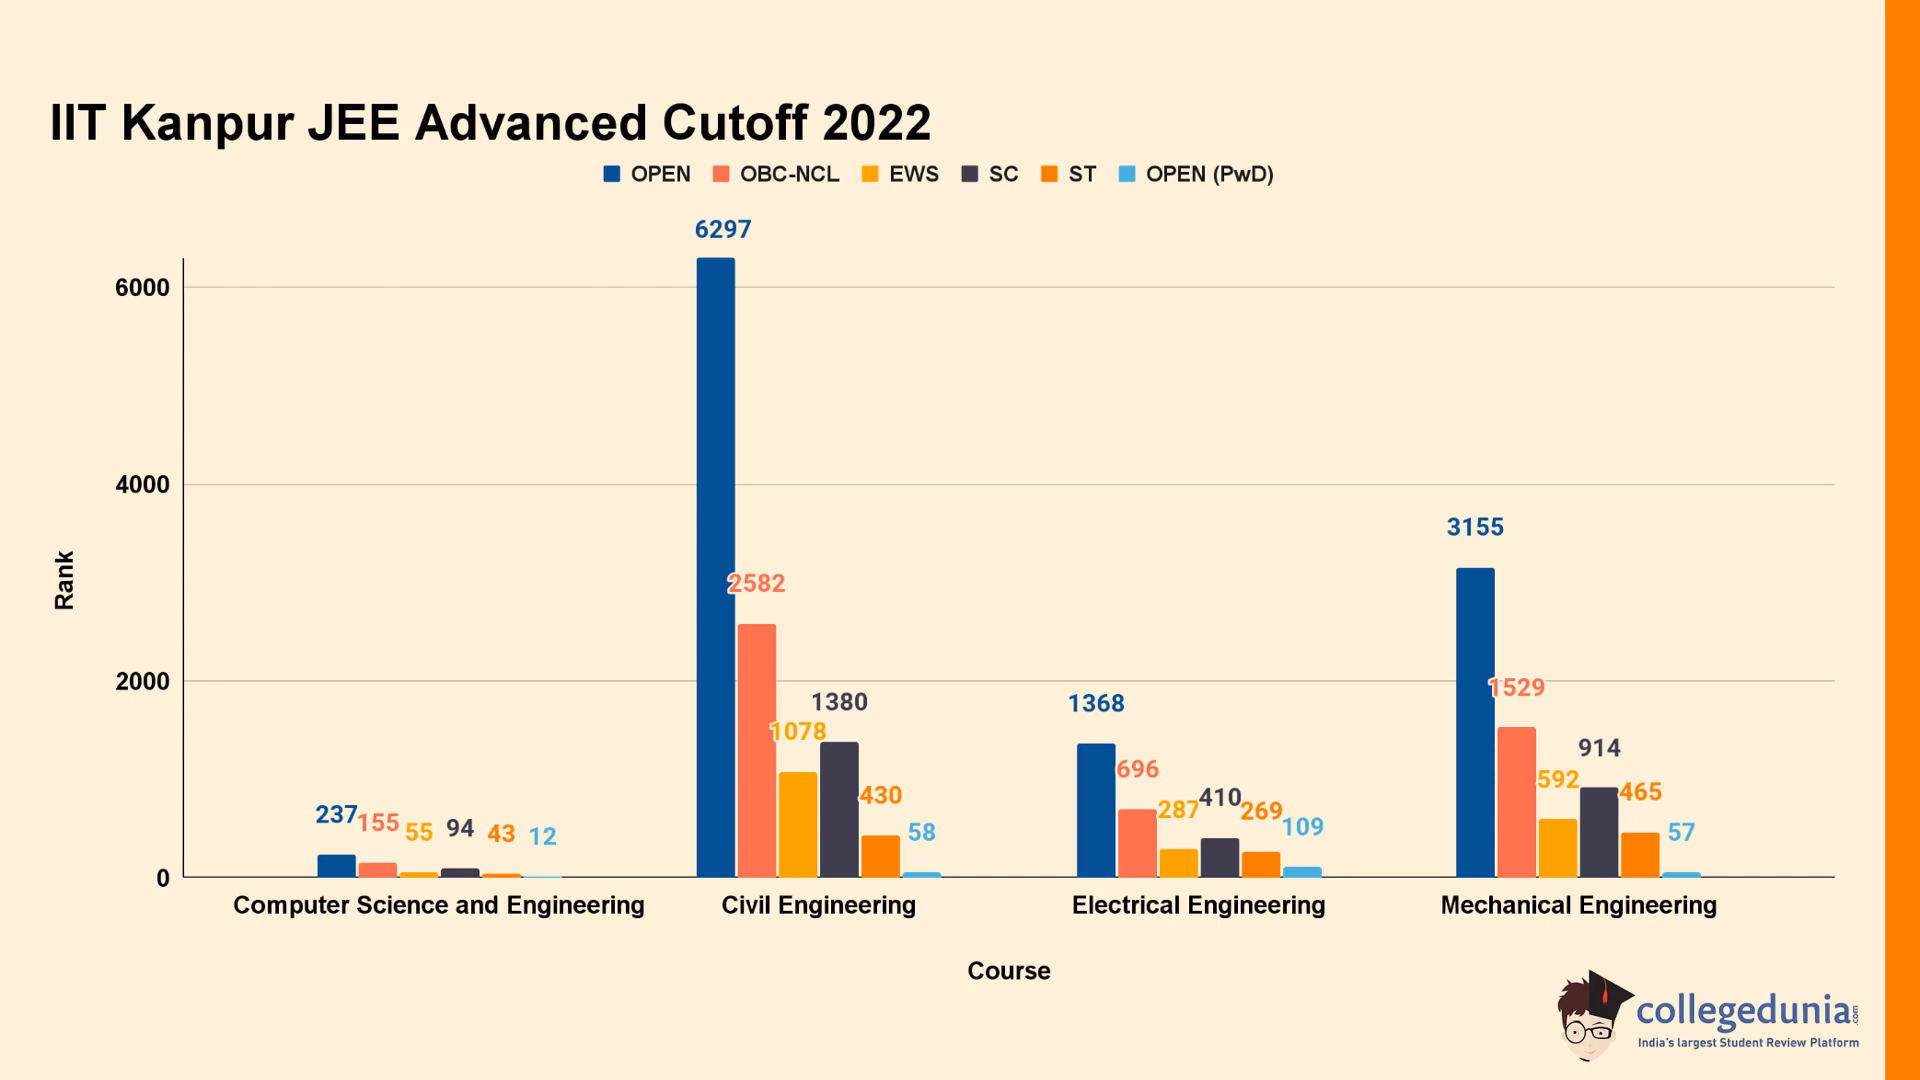 IIT Kanpur JEE Advanced Cutoff 2022
OPEN OBC-NCL EWS SC ST OPEN (PwD)
Rank
6000
4000
2000
0
237 155 55 94 43 12
6297 2582 1078 1380 430 58
1368 696 287 410 269 109
3155 1529 592 914 465 57
Computer Science and Engineering Civil Engineering Electrical Engineering Mechanical Engineering
Course
collegedunia.com
India's largest Student Review Platform